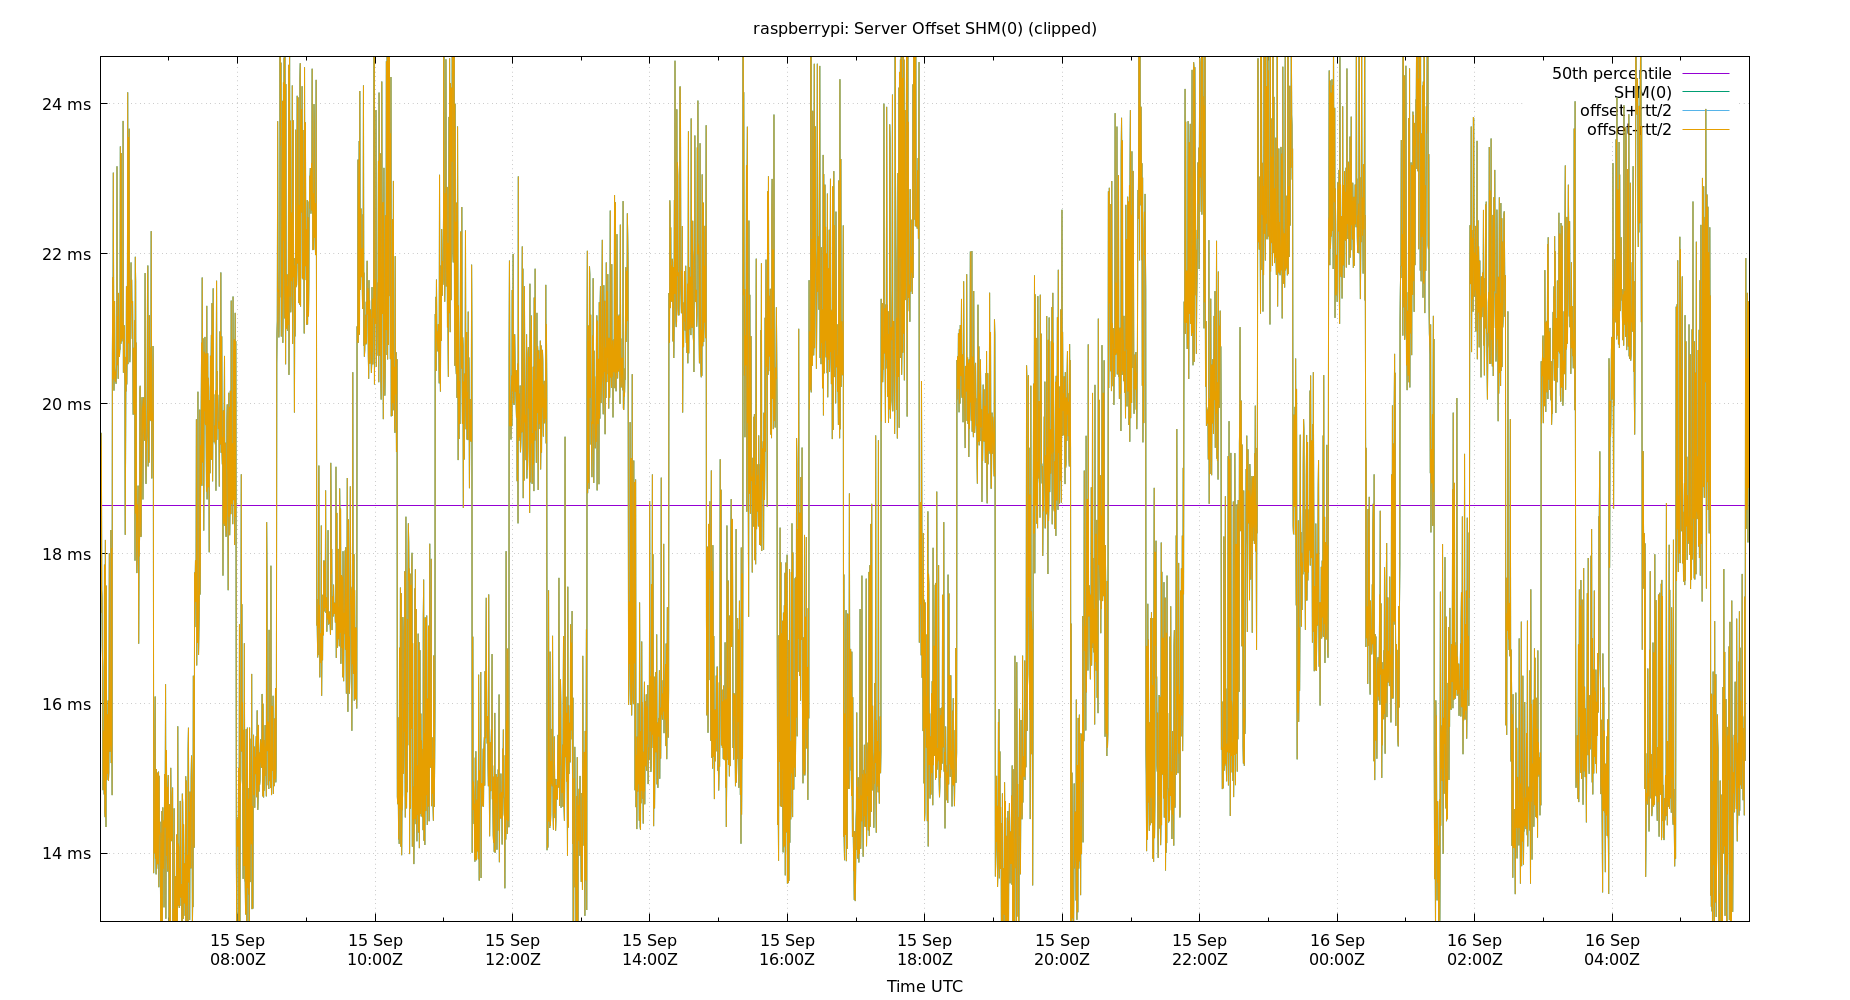 raspberrypi: Server Offset SHM(0) (clipped)
50th percentile
SHM(0)
offset+rtt/2
offset-rtt/2
24 ms
22 ms
20 ms
18 ms
16 ms
14 ms
15 Sep 15 Sep 15 Sep 15 Sep 15 Sep 15 Sep 15 Sep 15 Sep 16 Sep 16 Sep 16 Sep
08:00Z 10:00Z 12:00Z 14:00Z 16:00Z 18:00Z 20:00Z 22:00Z 00:00Z 02:00Z 04:00Z
Time UTC